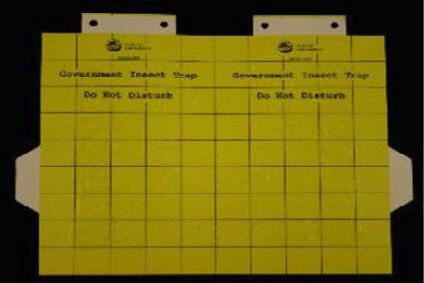 Government Insect Trap
Do Not Disturb
Government Insect Trap
Do Not Disturb